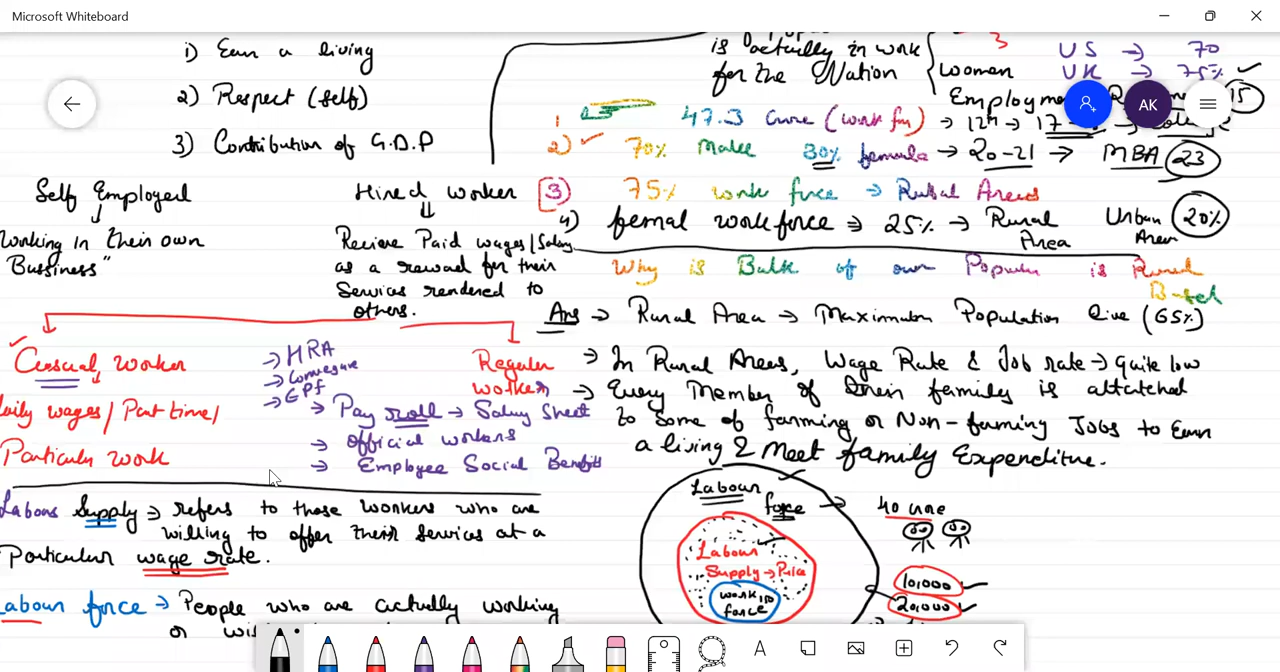 Microsoft Whiteboard
i) Earn a living
2) Respect (self)
3) Contribution of G.D.P
Self Employed
Working in their own
Bussiness"
Hired worker
Recieve Paid wages/Salary
as a reward for their
Services rendered to
others.
Casual worker
daily wages/Part time/
Particular work
→ HRA
→ Conveyance
→ GPF
Regular
worker
→ Pay roll → Salary Sheet
→ official workers
→ Employee Social Benefits
Labour Supply → refers to those workers who are
willing to offer their services at a
Particular wage rate.
Labour force → People who are actually working
or
is actually in work
for the Nation
3
women
US → 70
UK → 75%
Employme
15
AK
1 47.3 Crore (work for) → 12th → 17 → College
2) 70% Male 30% female → 20-21 → MBA 23
3) 75% work force → Rural Areas
4) femal workforce → 25% → Rural Area Urban Area 20%
Why is Bulk of our Popula is Rural
Based
Ans → Rural Area → Maximum Population live (65%)
→ In Rural Areas, Wage Rate & Job rate → quite low
→ Every Member of their family is attatched
to some of farming or Non-farming Jobs to Earn
a living & Meet family Expenditure.
Labour
force → 40 crore
Labour
Supply → Price
work
force
10,000
20,000
A